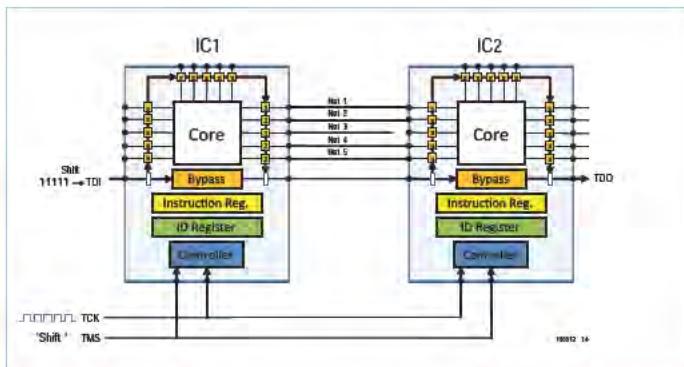 IC1
IC2
Net 1
Net 2
Net 3
Net 4
Net 5
Core
Core
Shift
11111 → TDI
Bypass
Bypass
TDO
Instruction Reg.
Instruction Reg.
ID Register
ID Register
Controller
Controller
TCK
'Shift ' TMS